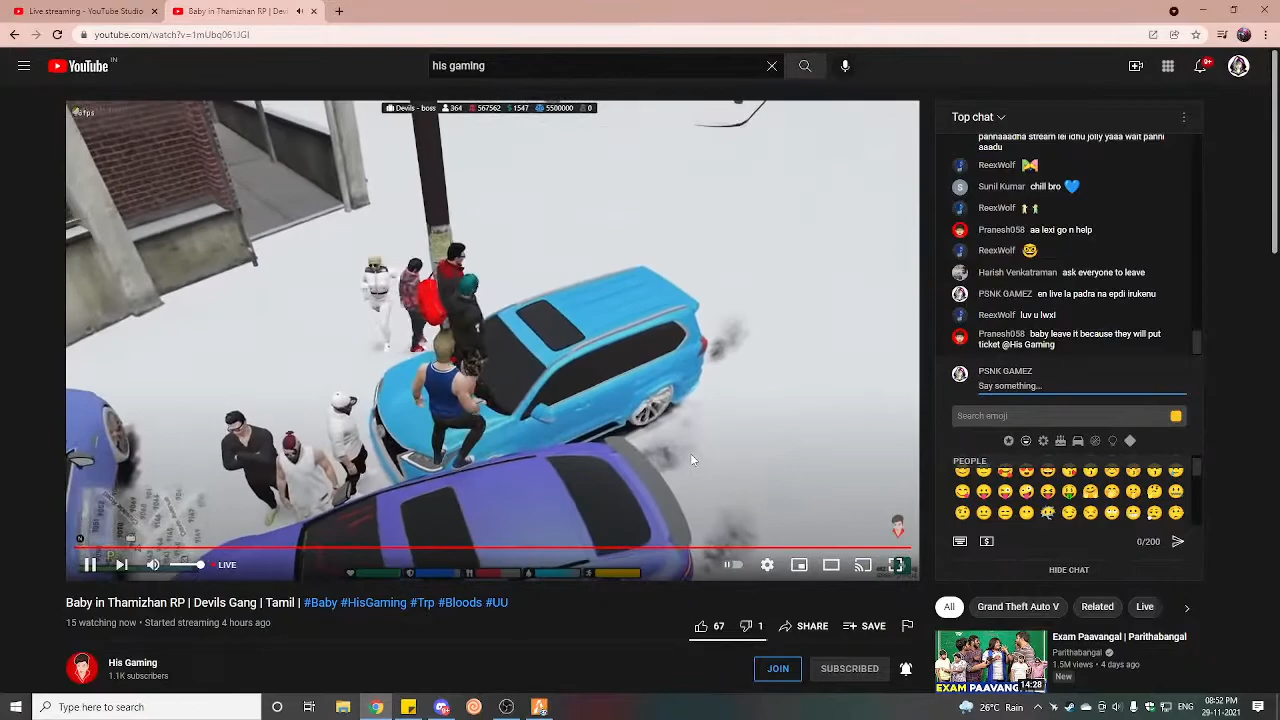 Live streaming - YouTube Studio
Baby in Thamizhan RP | Devi
youtube.com/watch?v=1mUbq061JGI
YouTube IN
his gaming
9+
Devils - boss 364 567562 1547 5500000 0
Top chat
pannaaadna stream lei idhu jolly yaaa wait panni
aaadu
ReexWolf
S Sunil Kumar chill bro 💙
ReexWolf
Pranesh058 aa lexi go n help
ReexWolf 🤓
Harish Venkatraman ask everyone to leave
PSNK GAMEZ en live la padra na epdi irukenu
ReexWolf luv u lwxi
Pranesh058 baby leave it because they will put
ticket @His Gaming
PSNK GAMEZ
Say something...
Search emoji
PEOPLE
0/200
HIDE CHAT
N
LIVE
Baby in Thamizhan RP | Devils Gang | Tamil | #Baby #HisGaming #Trp #Bloods #UU
15 watching now • Started streaming 4 hours ago
67 1 SHARE SAVE
His Gaming
1.1K subscribers
JOIN SUBSCRIBED
All Grand Theft Auto V Related Live
Exam Paavangal | Parithabangal
Parithabangal
1.5M views • 4 days ago
New
EXAM PAAVANG
14:28
Type here to search
26°C Rain
ENG
08:52 PM
29-11-2021